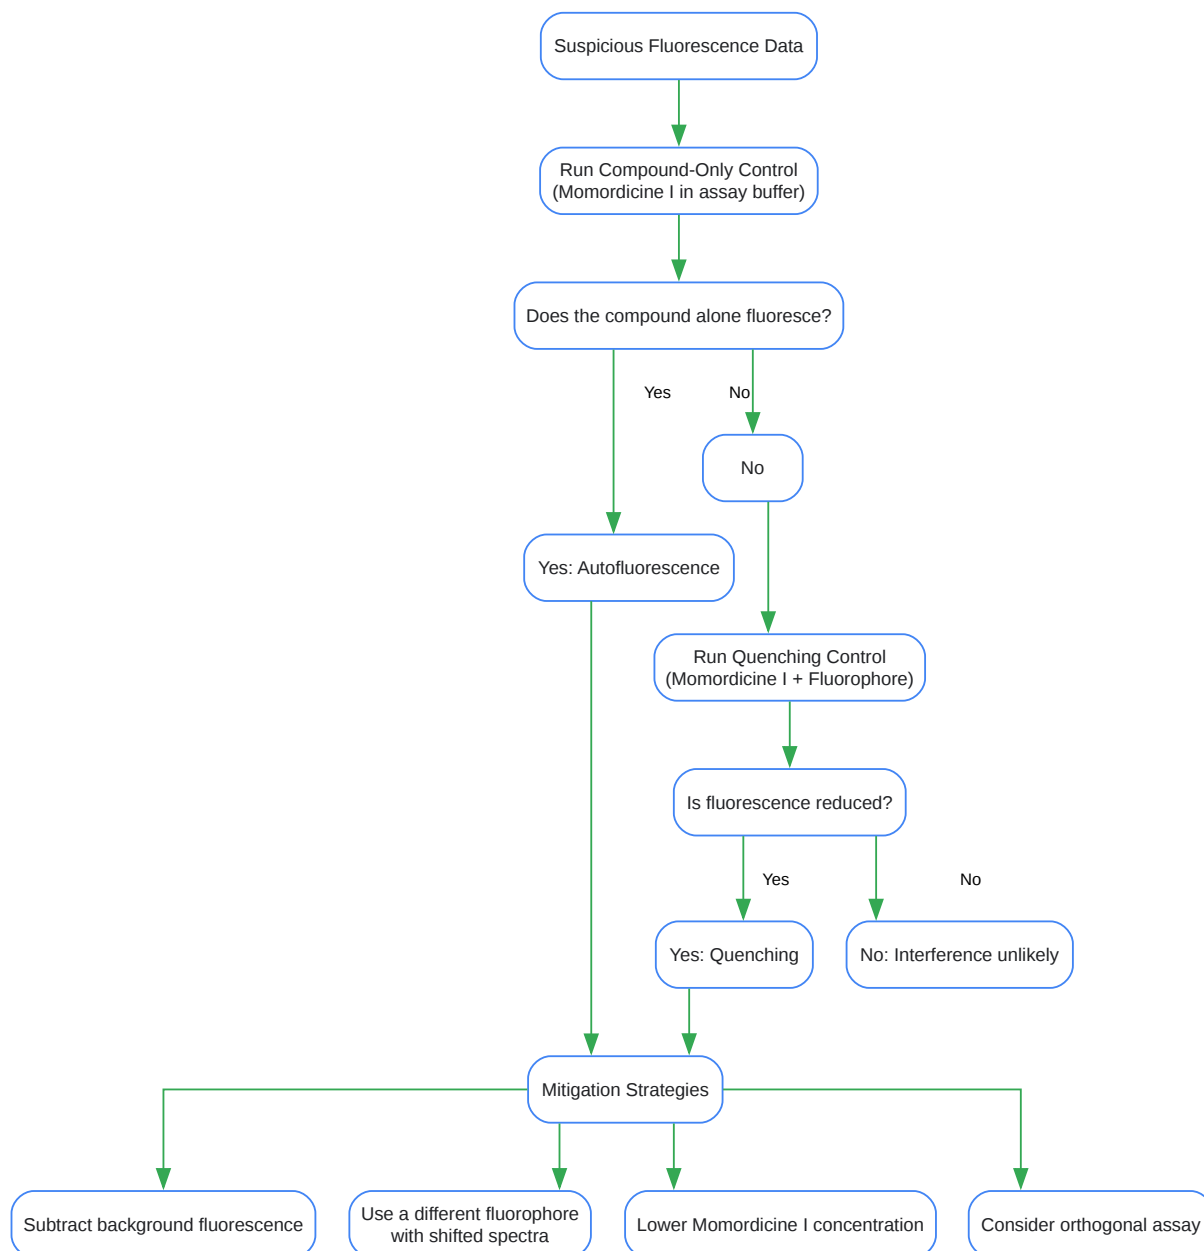 Suspicious Fluorescence Data
Run Compound-Only Control
(Momordicine I in assay buffer)
Does the compound alone fluoresce?
Yes
No
No
Yes: Autofluorescence
Run Quenching Control
(Momordicine I + Fluorophore)
Is fluorescence reduced?
Yes
No
Yes: Quenching
No: Interference unlikely
Mitigation Strategies
Subtract background fluorescence
Use a different fluorophore
with shifted spectra
Lower Momordicine I concentration
Consider orthogonal assay